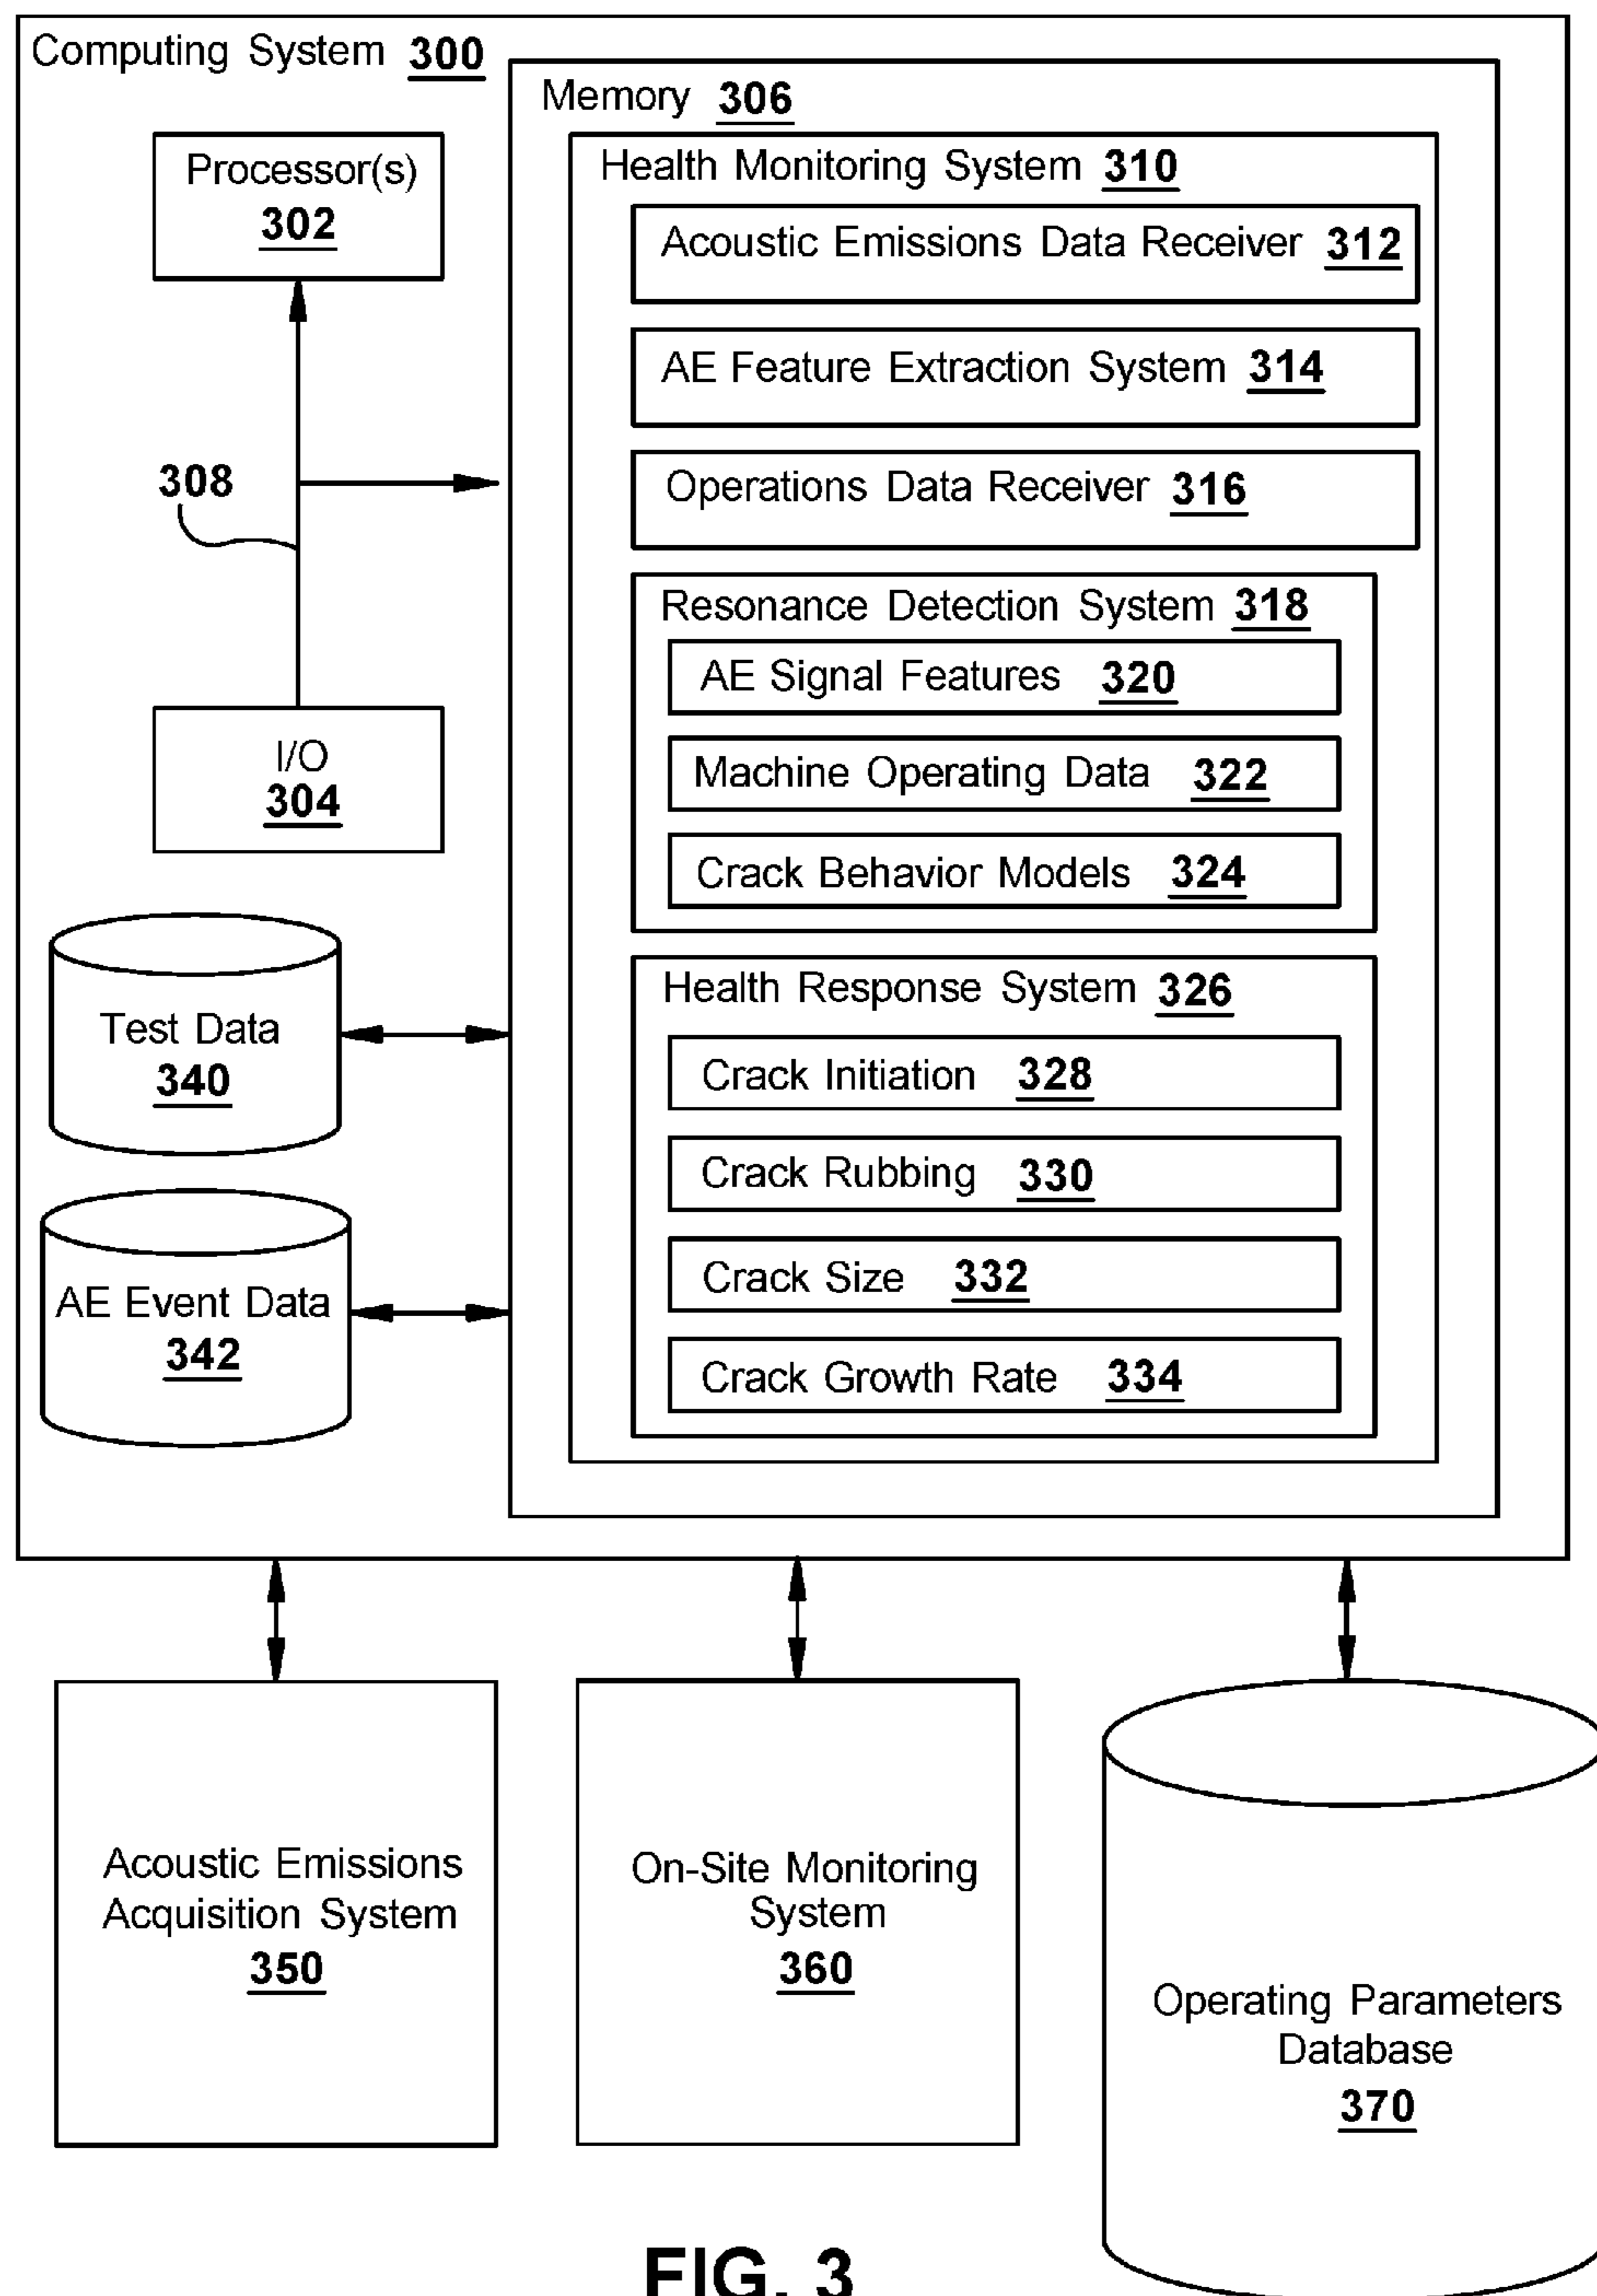 Computing System 300
Processor(s)
302
308
I/O
304
Test Data
340
AE Event Data
342
Memory 306
Health Monitoring System 310
Acoustic Emissions Data Receiver 312
AE Feature Extraction System 314
Operations Data Receiver 316
Resonance Detection System 318
AE Signal Features 320
Machine Operating Data 322
Crack Behavior Models 324
Health Response System 326
Crack Initiation 328
Crack Rubbing 330
Crack Size 332
Crack Growth Rate 334
Acoustic Emissions
Acquisition System
350
On-Site Monitoring
System
360
Operating Parameters
Database
370
FIG. 3